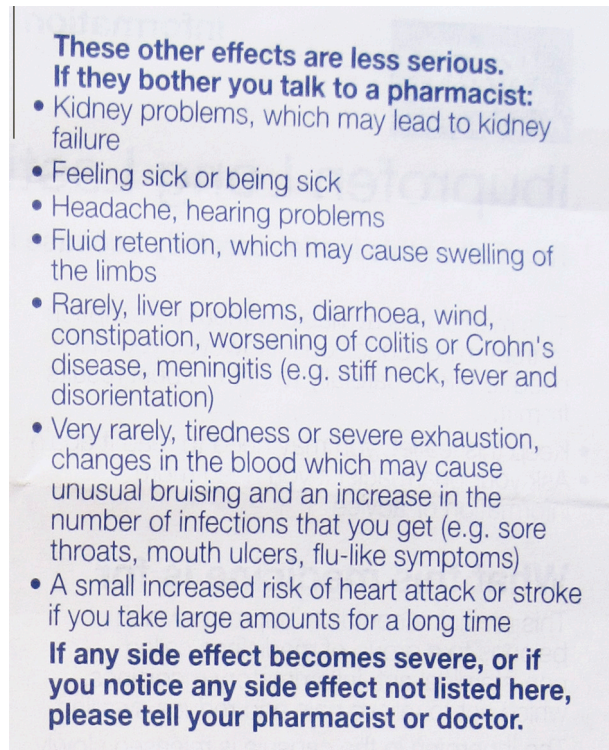 These other effects are less serious.
If they bother you talk to a pharmacist:
• Kidney problems, which may lead to kidney
failure
• Feeling sick or being sick
• Headache, hearing problems
• Fluid retention, which may cause swelling of
the limbs
• Rarely, liver problems, diarrhoea, wind,
constipation, worsening of colitis or Crohn's
disease, meningitis (e.g. stiff neck, fever and
disorientation)
• Very rarely, tiredness or severe exhaustion,
changes in the blood which may cause
unusual bruising and an increase in the
number of infections that you get (e.g. sore
throats, mouth ulcers, flu-like symptoms)
• A small increased risk of heart attack or stroke
if you take large amounts for a long time
If any side effect becomes severe, or if
you notice any side effect not listed here,
please tell your pharmacist or doctor.